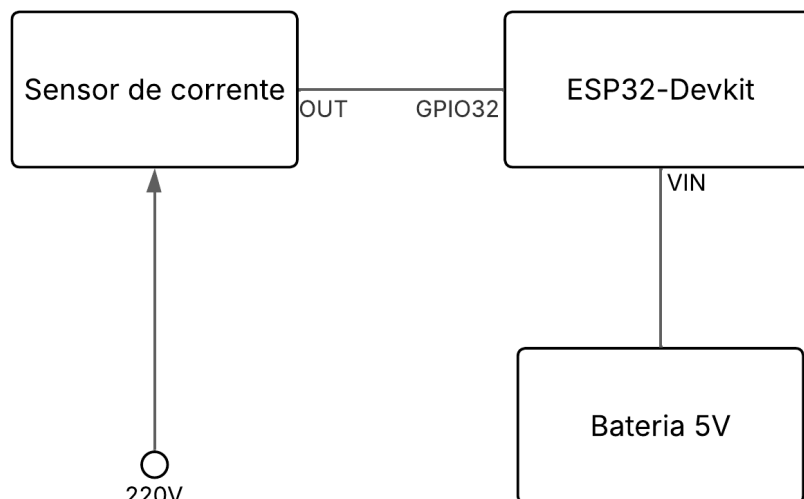 Sensor de corrente
ESP32-Devkit
OUT
GPIO32
VIN
Bateria 5V
220V